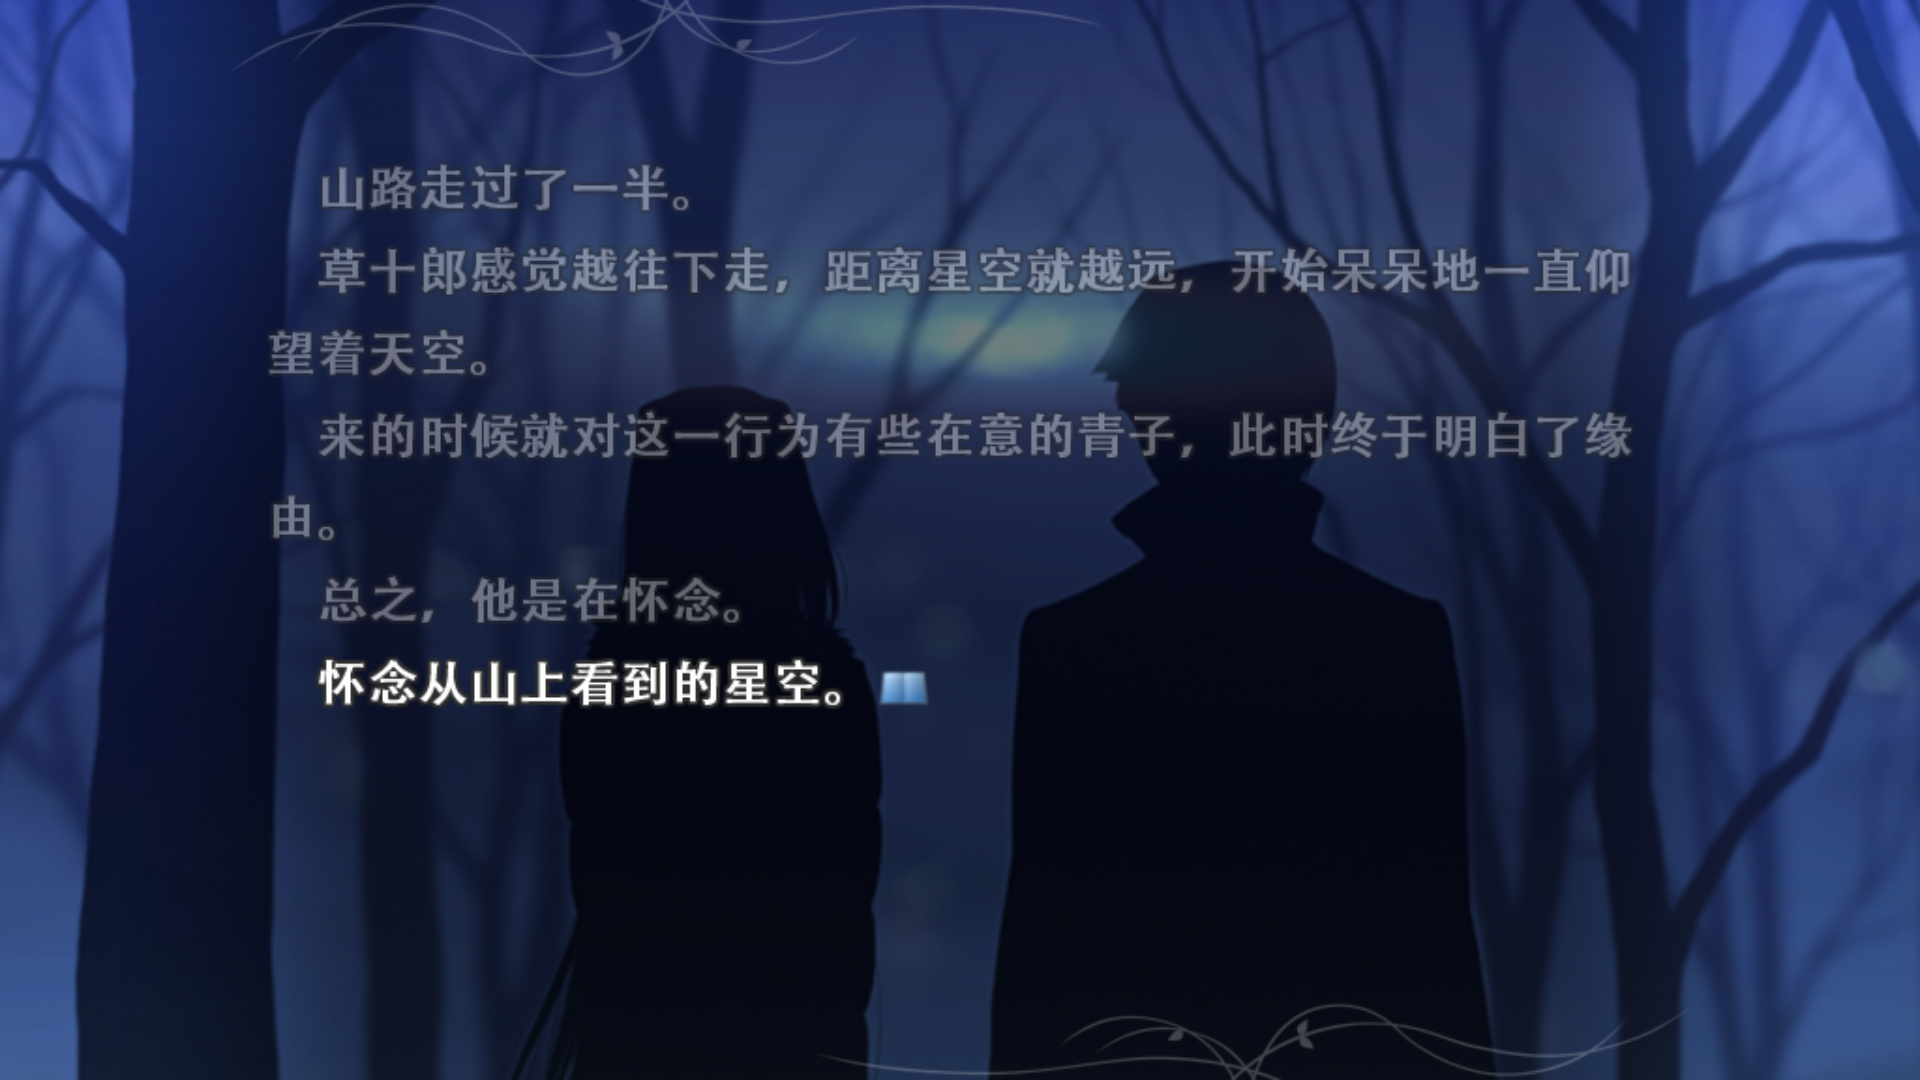 山路走过了一半。
草十郎感觉越往下走，距离星空就越远，开始呆呆地一直仰
望着天空。
来的时候就对这一行为有些在意的青子，此时终于明白了缘
由。
总之，他是在怀念。
怀念从山上看到的星空。